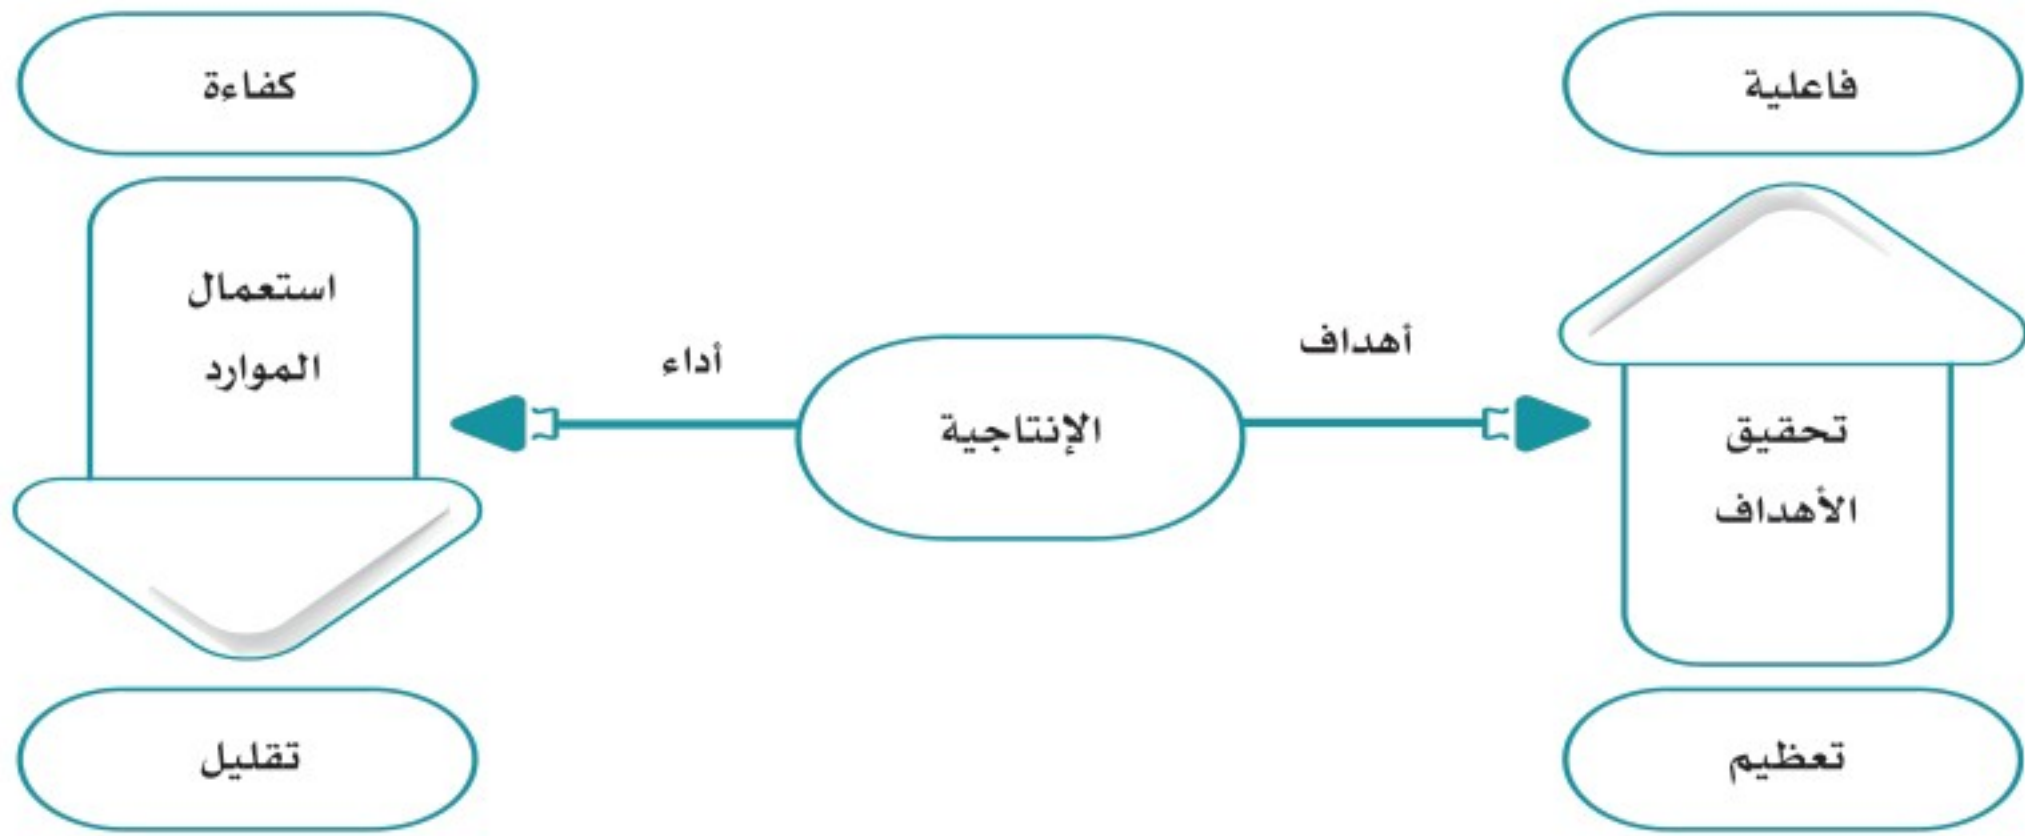 فاعلية
كفاءة
تحقيق
الأهداف
أهداف
الإنتاجية
أداء
استعمال
الموارد
تعظيم
تقليل